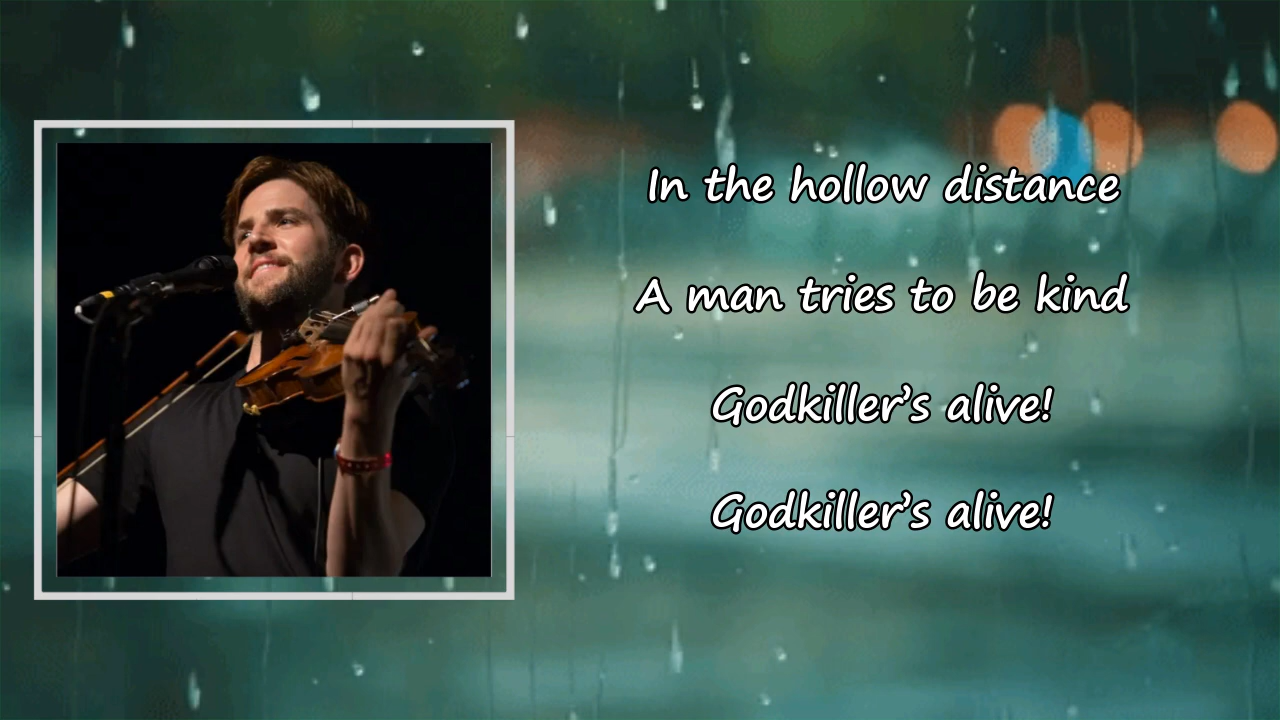 In the hollow distance
A man tries to be kind
Godkiller’s alive!
Godkiller’s alive!